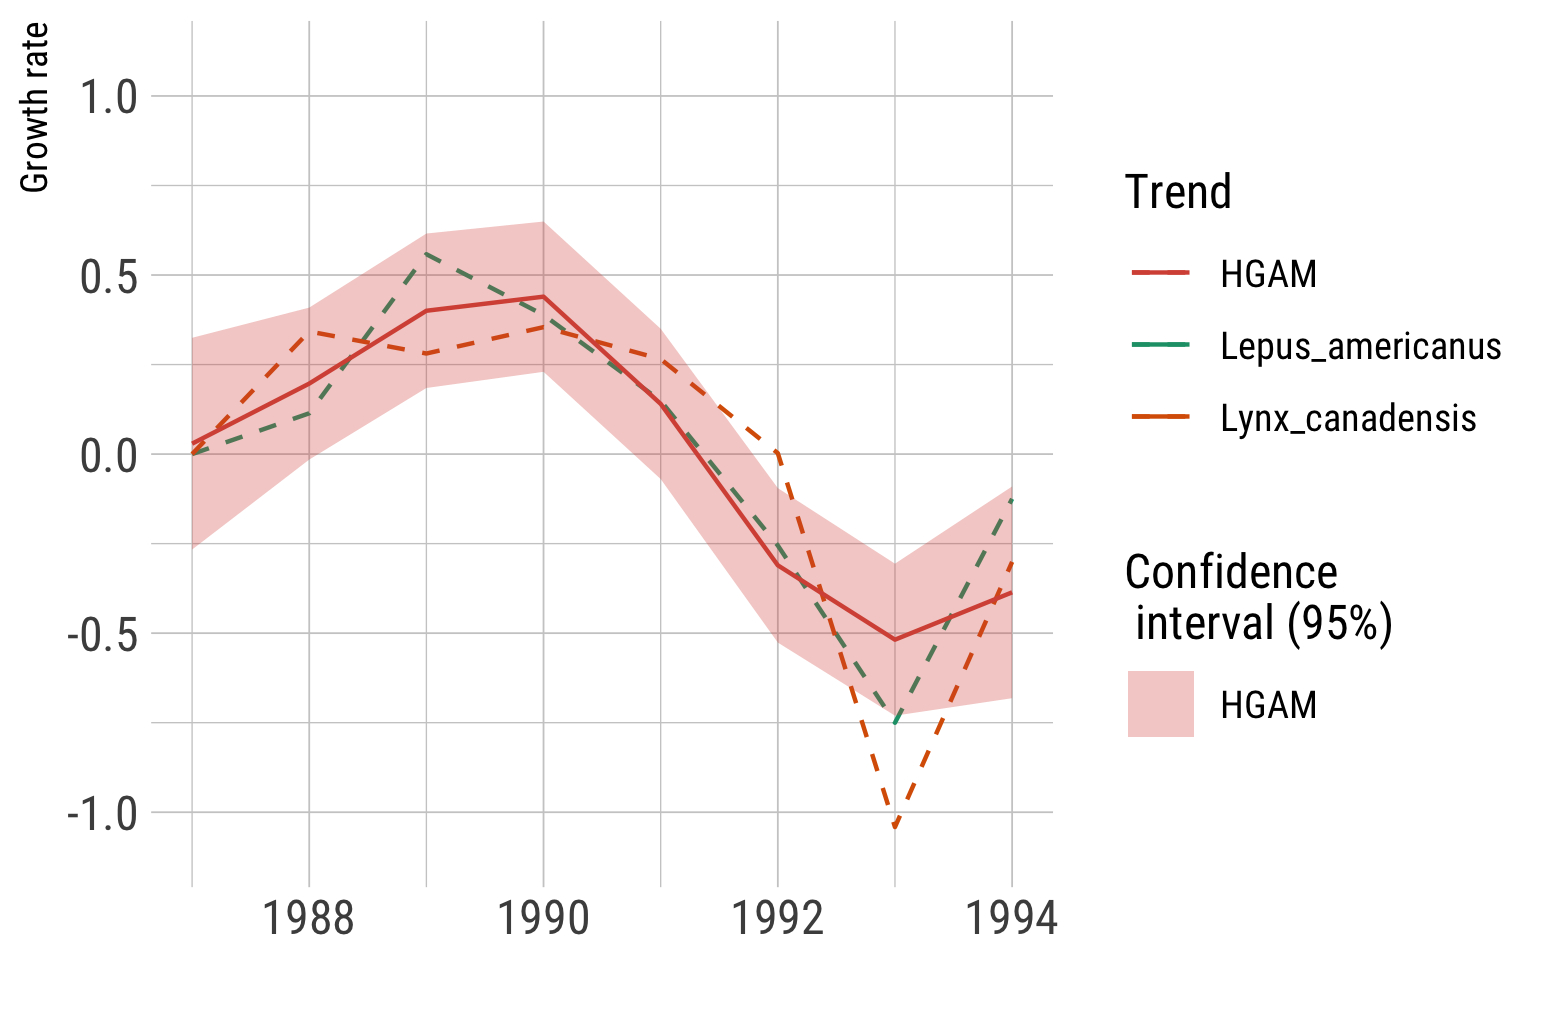 Growth rate
1.0
0.5
0.0
-0.5
-1.0
1988
1990
1992
1994
Trend
HGAM
Lepus_americanus
Lynx_canadensis
Confidence
interval (95%)
HGAM